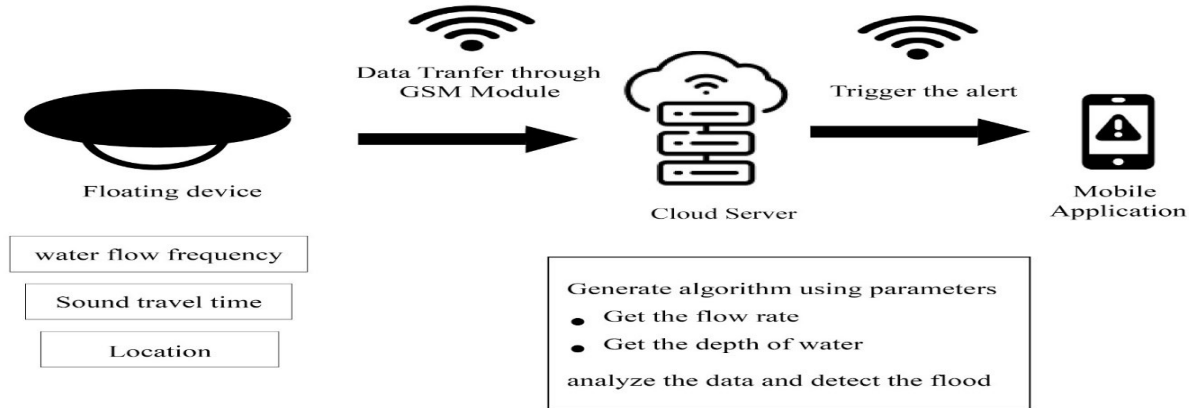 Data Tranfer through
GSM Module
Trigger the alert
Floating device
Cloud Server
Mobile
Application
water flow frequency
Sound travel time
Location
Generate algorithm using parameters
● Get the flow rate
● Get the depth of water
analyze the data and detect the flood